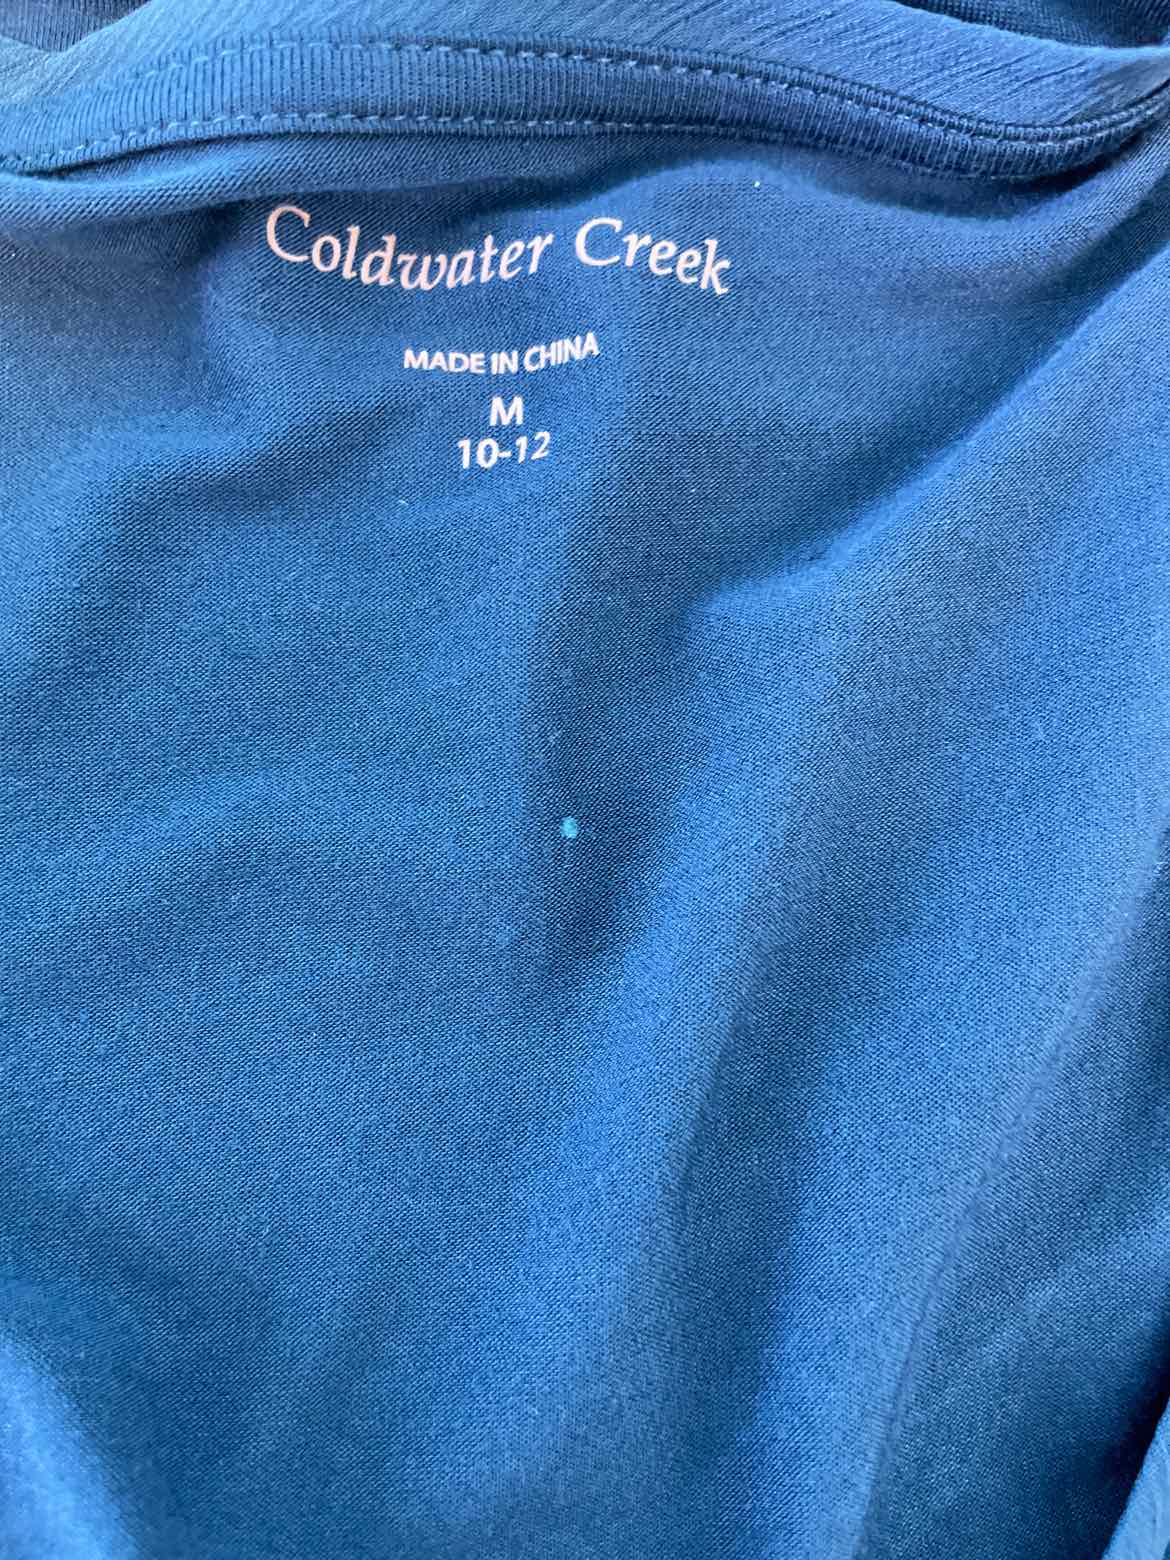 Coldwater Creek
MADE IN CHINA
M
10-12